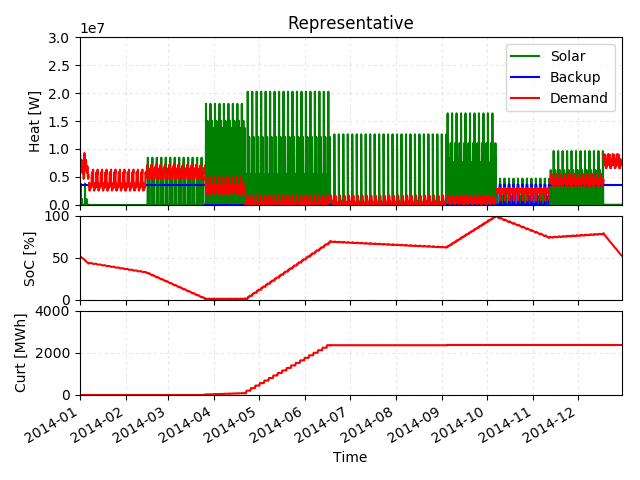 Representative
1e7
3.0
2.5
2.0
1.5
1.0
0.5
0.0
Heat [W]
Solar
Backup
Demand
100
50
0
SoC [%]
4000
2000
0
Curt [MWh]
2014-01
2014-02
2014-03
2014-04
2014-05
2014-06
2014-07
2014-08
2014-09
2014-10
2014-11
2014-12
Time